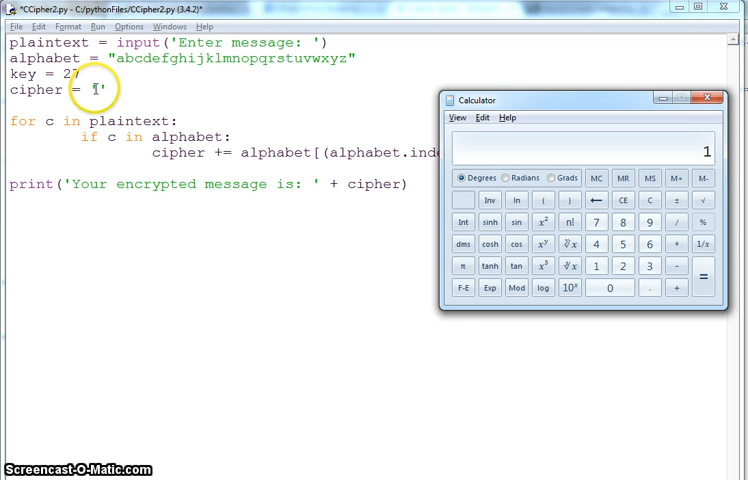 *CCipher2.py - C:/pythonFiles/CCipher2.py (3.4.2)*
File Edit Format Run Options Windows Help
plaintext = input('Enter message: ')
alphabet = "abcdefghijklmnopqrstuvwxyz"
key = 27
cipher = ''
for c in plaintext:
if c in alphabet:
cipher += alphabet[(alphabet.inde
print('Your encrypted message is: ' + cipher)
Calculator
View Edit Help
1
Degrees Radians Grads MC MR MS M+ M-
Inv ln ( ) ← CE C ± √
Int sinh sin x² n! 7 8 9 / %
dms cosh cos xʸ ʸ√x 4 5 6 * 1/x
π tanh tan x³ ³√x 1 2 3 - =
F-E Exp Mod log 10ˣ 0 . +
Screencast-O-Matic.com